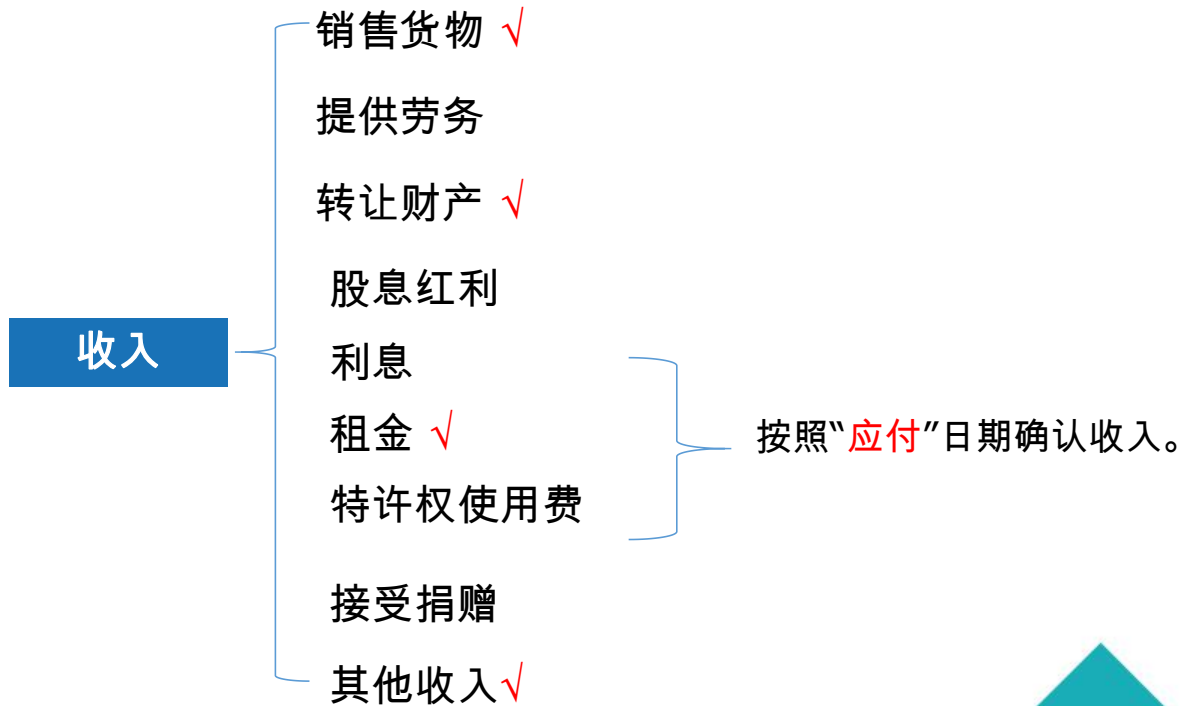 销售货物 √
提供劳务
转让财产 √
股息红利
收入
利息
租金 √
按照“应付”日期确认收入。
特许权使用费
接受捐赠
其他收入√